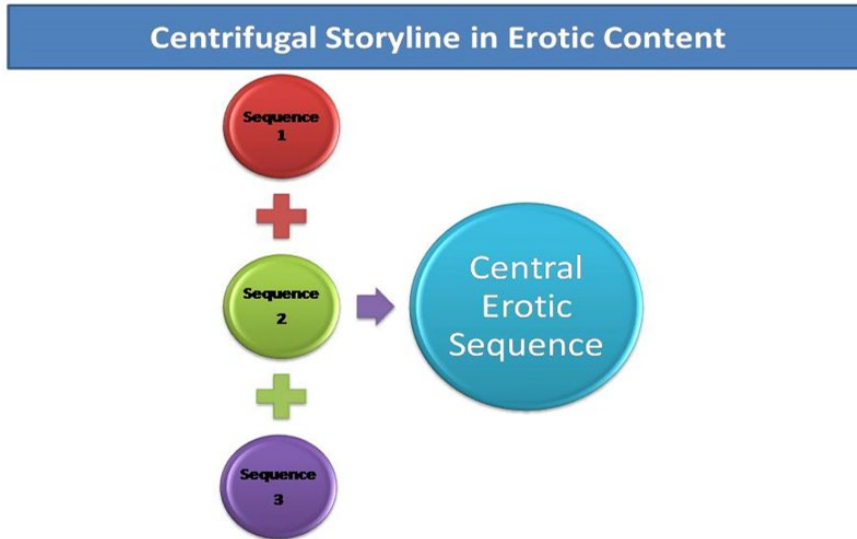 Centrifugal Storyline in Erotic Content
Sequence
1
Sequence
2
Central
Erotic
Sequence
Sequence
3